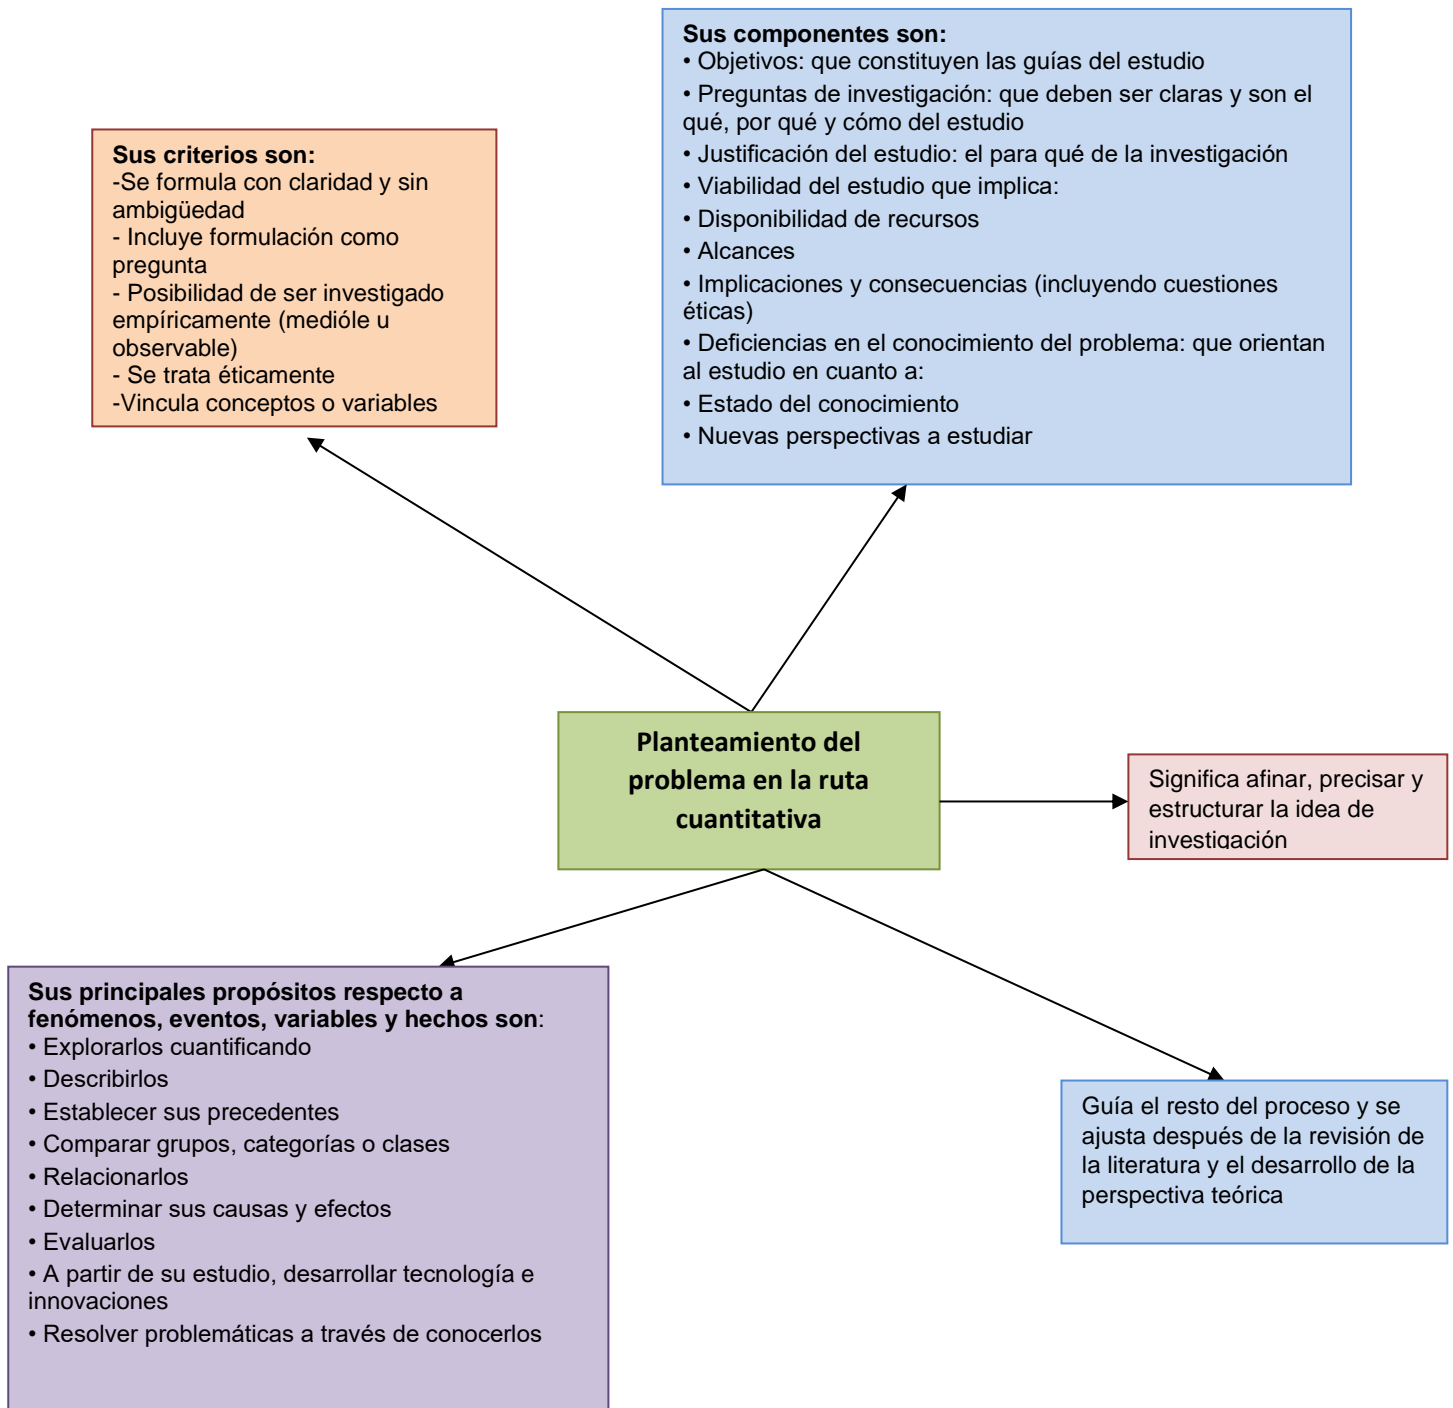 Sus componentes son:
• Objetivos: que constituyen las guías del estudio
• Preguntas de investigación: que deben ser claras y son el
qué, por qué y cómo del estudio
• Justificación del estudio: el para qué de la investigación
• Viabilidad del estudio que implica:
• Disponibilidad de recursos
• Alcances
• Implicaciones y consecuencias (incluyendo cuestiones
éticas)
• Deficiencias en el conocimiento del problema: que orientan
al estudio en cuanto a:
• Estado del conocimiento
• Nuevas perspectivas a estudiar
Sus criterios son:
-Se formula con claridad y sin
ambigüedad
- Incluye formulación como
pregunta
- Posibilidad de ser investigado
empíricamente (medióle u
observable)
- Se trata éticamente
-Vincula conceptos o variables
Planteamiento del
problema en la ruta
cuantitativa
Significa afinar, precisar y
estructurar la idea de
investigación
Sus principales propósitos respecto a
fenómenos, eventos, variables y hechos son:
• Explorarlos cuantificando
• Describirlos
• Establecer sus precedentes
• Comparar grupos, categorías o clases
• Relacionarlos
• Determinar sus causas y efectos
• Evaluarlos
• A partir de su estudio, desarrollar tecnología e
innovaciones
• Resolver problemáticas a través de conocerlos
Guía el resto del proceso y se
ajusta después de la revisión de
la literatura y el desarrollo de la
perspectiva teórica